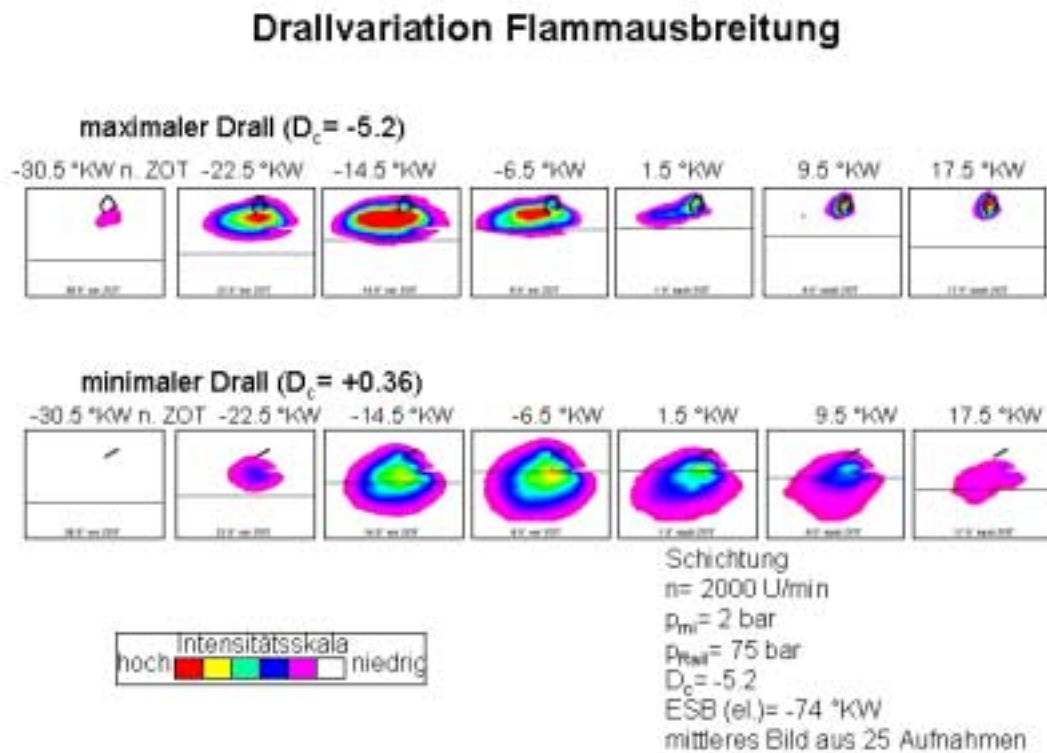 Drallvariation Flammausbreitung
maximaler Drall (Dc= -5.2)
-30.5 °KW n. ZOT -22.5 °KW -14.5 °KW -6.5 °KW 1.5 °KW 9.5 °KW 17.5 °KW
minimaler Drall (Dc= +0.36)
-30.5 °KW n. ZOT -22.5 °KW -14.5 °KW -6.5 °KW 1.5 °KW 9.5 °KW 17.5 °KW
Schichtung
n= 2000 U/min
pmi= 2 bar
pRail= 75 bar
Dc= -5.2
ESB (el.)= -74 °KW
mittleres Bild aus 25 Aufnahmen
Intensitätsskala
hoch niedrig